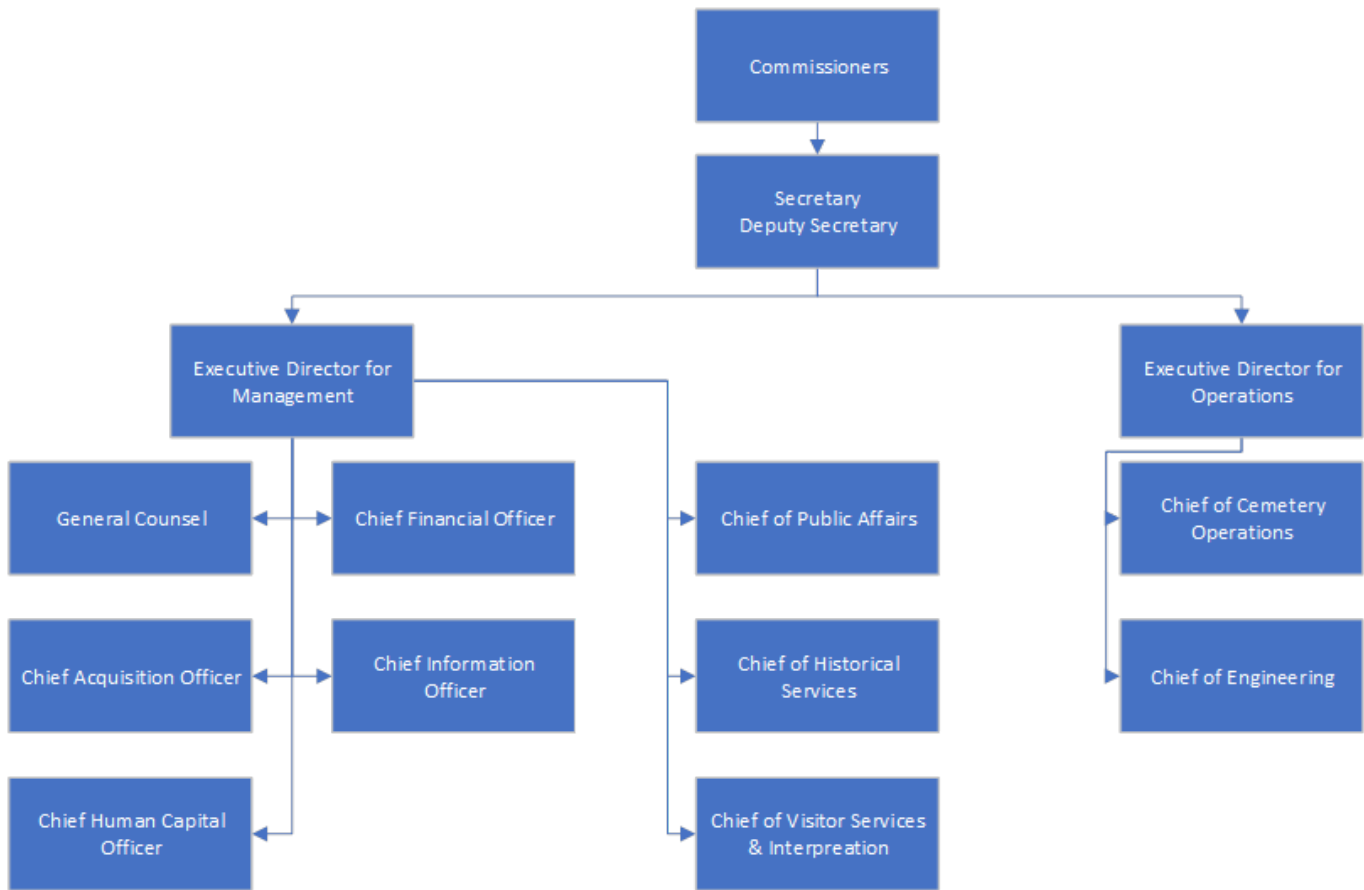 Commissioners
Secretary
Deputy Secretary
Executive Director for
Management
Executive Director for
Operations
General Counsel
Chief Financial Officer
Chief of Public Affairs
Chief of Cemetery
Operations
Chief Acquisition Officer
Chief Information
Officer
Chief of Historical
Services
Chief of Engineering
Chief Human Capital
Officer
Chief of Visitor Services
& Interpreation